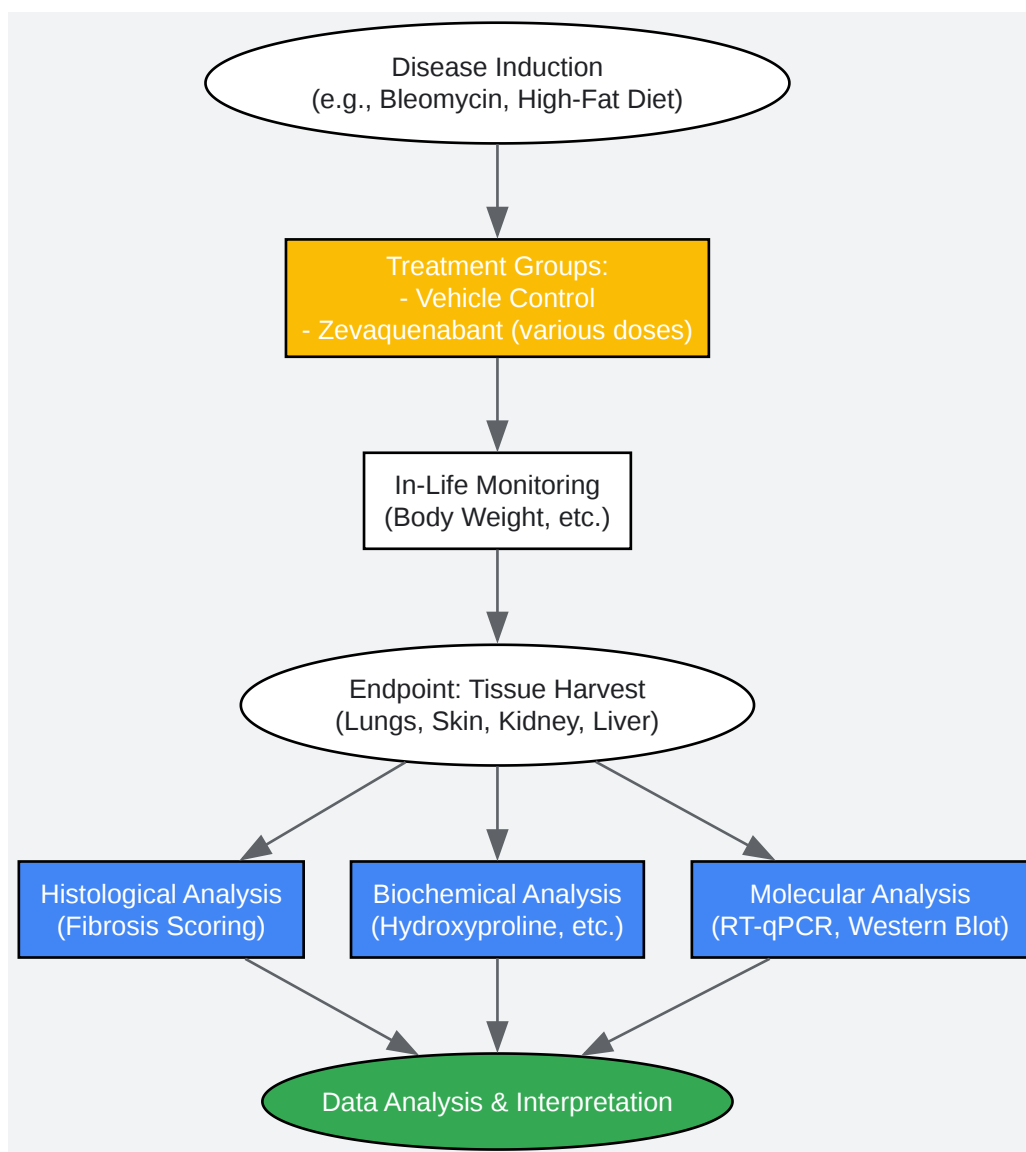 Disease Induction
(e.g., Bleomycin, High-Fat Diet)
Treatment Groups:
- Vehicle Control
- Zevaquenabant (various doses)
In-Life Monitoring
(Body Weight, etc.)
Endpoint: Tissue Harvest
(Lungs, Skin, Kidney, Liver)
Histological Analysis
(Fibrosis Scoring)
Biochemical Analysis
(Hydroxyproline, etc.)
Molecular Analysis
(RT-qPCR, Western Blot)
Data Analysis & Interpretation